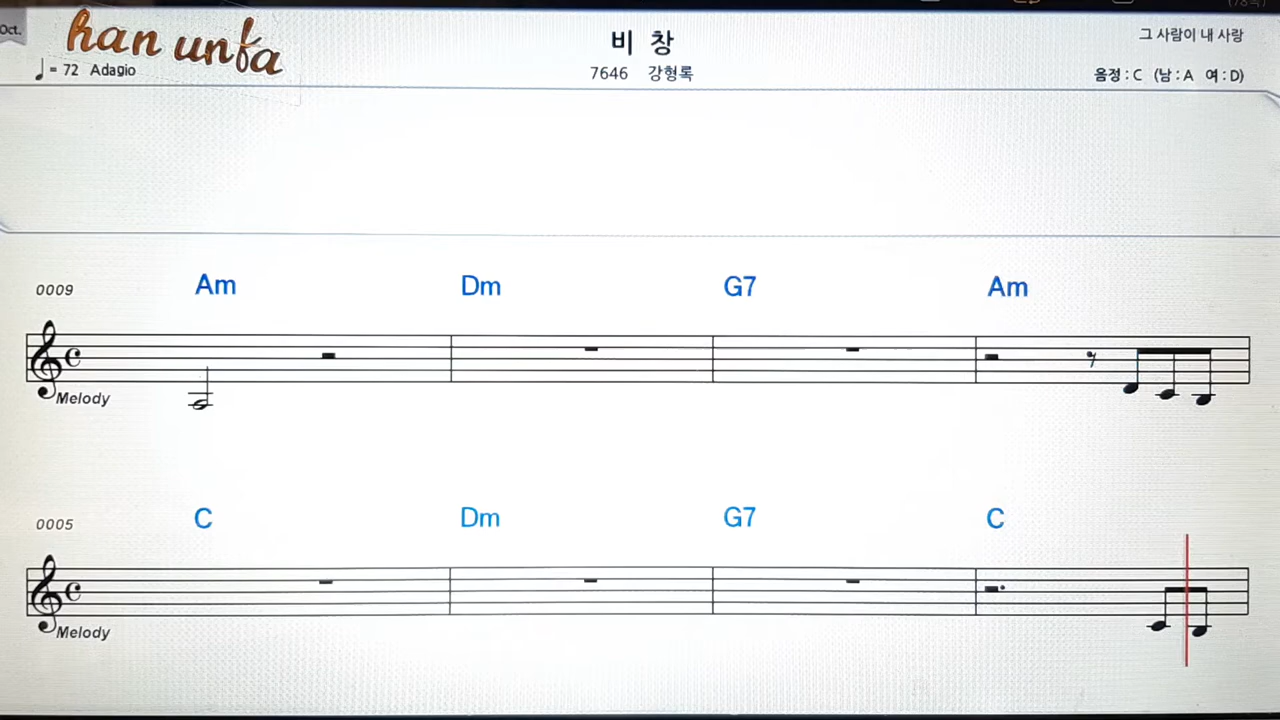 Oct.
han unfa
비 창
그 사람이 내 사랑
♩= 72 Adagio
7646 강형록
음정 : C (남 : A 여 : D)
0009
Am Dm G7 Am
Melody
0005
C Dm G7 C
Melody